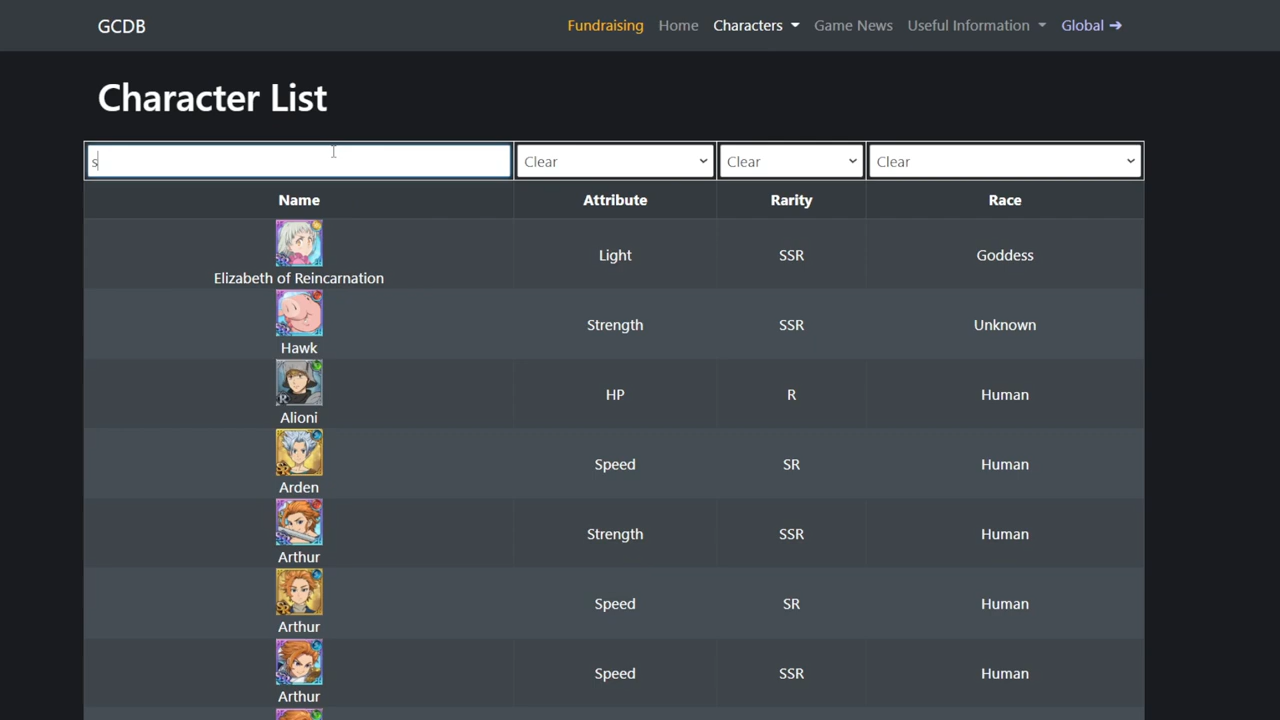 GCDB Fundraising Home Characters Game News Useful Information Global ➔
Character List
s Clear Clear Clear
Name Attribute Rarity Race
Elizabeth of Reincarnation Light SSR Goddess
Hawk Strength SSR Unknown
Alioni HP R Human
Arden Speed SR Human
Arthur Strength SSR Human
Arthur Speed SR Human
Arthur Speed SSR Human